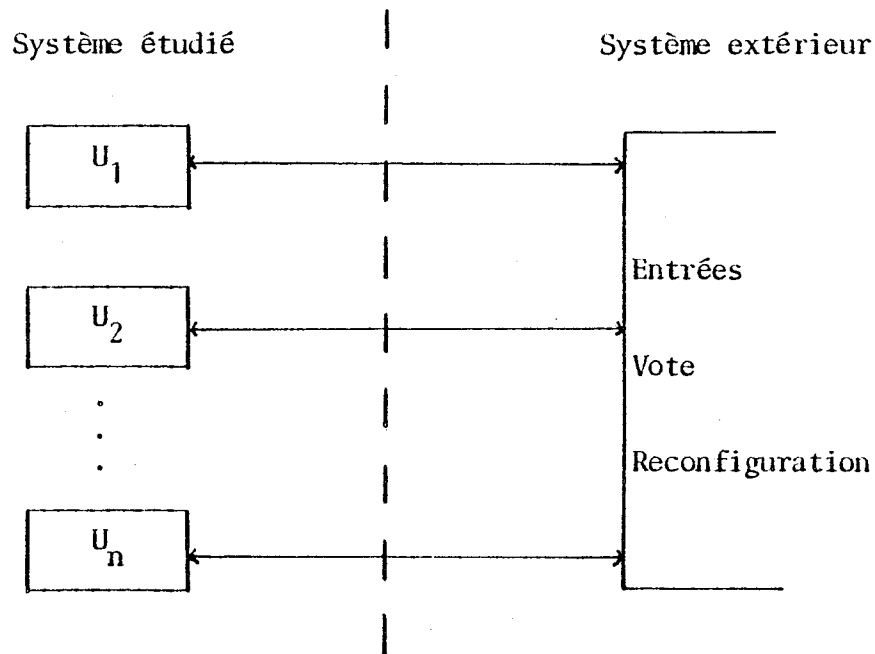 Système étudié
Système extérieur
U1
Entrées
U2
Vote
Reconfiguration
Un